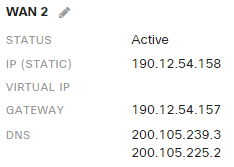 WAN 2
STATUS Active
IP (STATIC) 190.12.54.158
VIRTUAL IP
GATEWAY 190.12.54.157
DNS 200.105.239.3
200.105.225.2